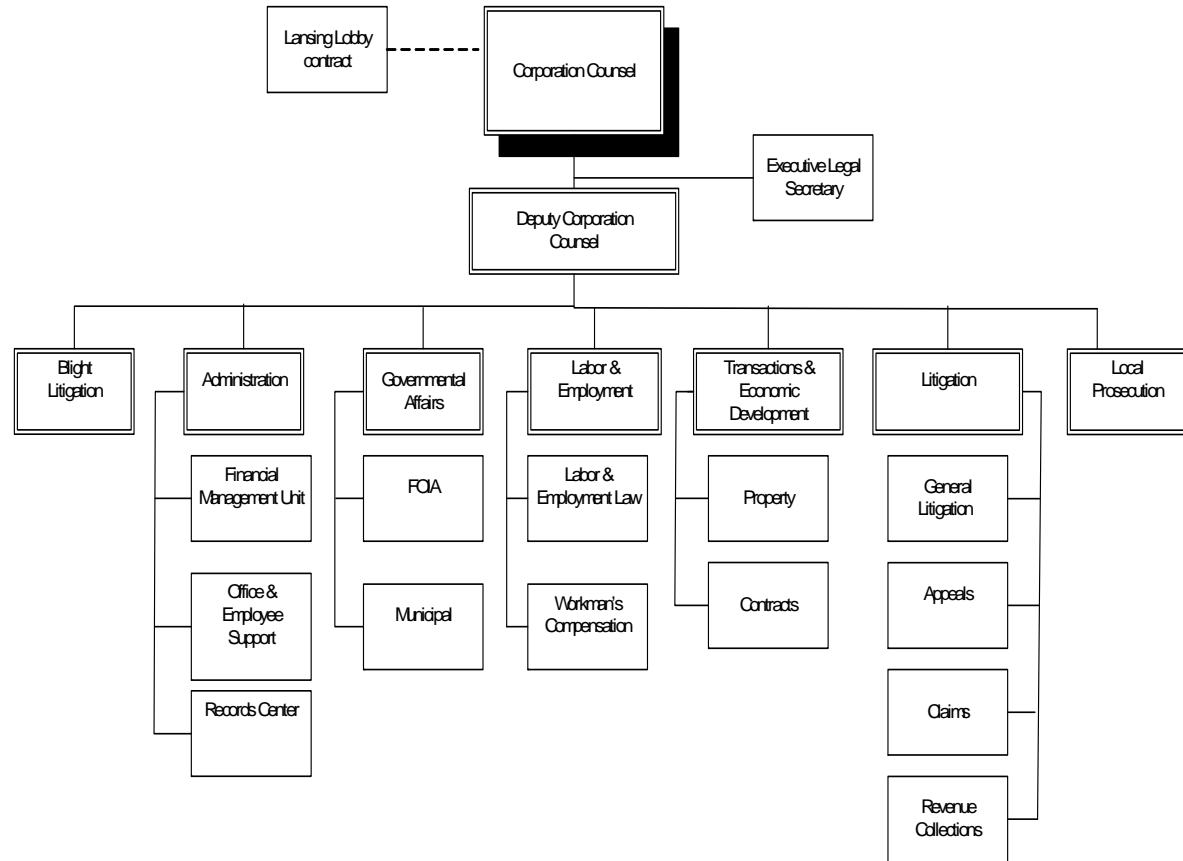 Lansing Lobby
contract
Corporation Counsel
Executive Legal
Secretary
Deputy Corporation
Counsel
Blight
Litigation
Administration
Governmental
Affairs
Labor &
Employment
Transactions &
Economic
Development
Litigation
Local
Prosecution
Financial
Management Unit
FOIA
Labor &
Employment Law
Property
General
Litigation
Office &
Employee
Support
Municipal
Workman's
Compensation
Contracts
Appeals
Records Center
Claims
Revenue
Collections